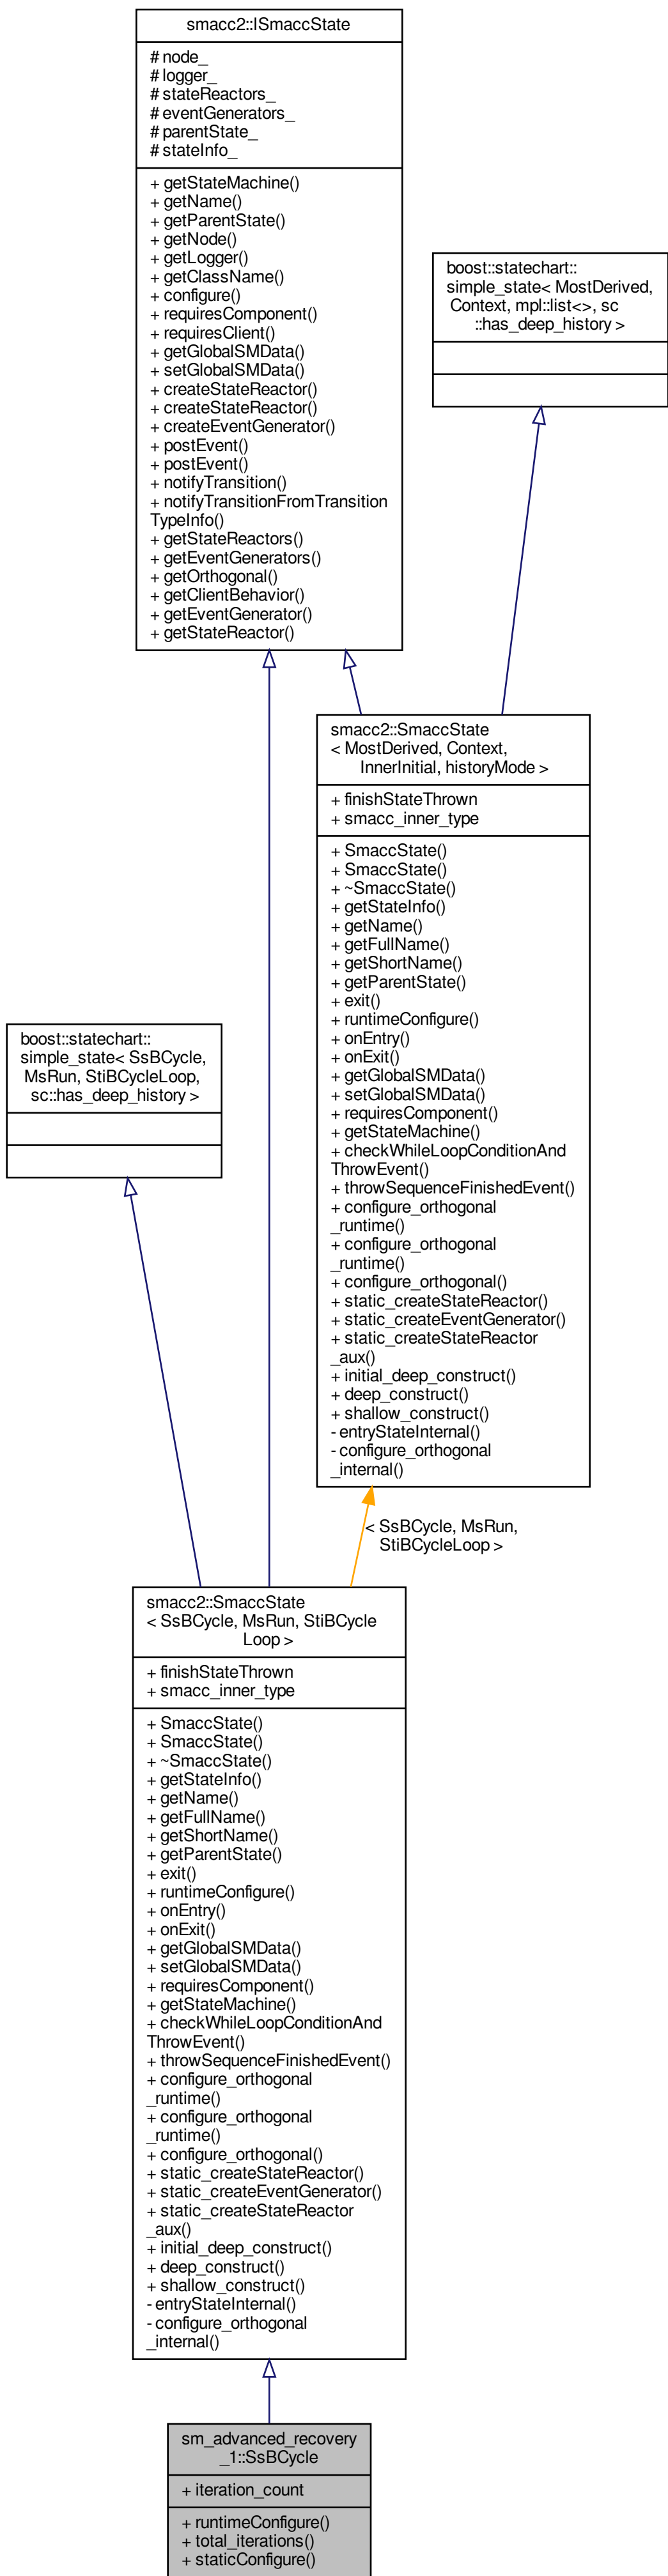 smacc2::ISmaccState
# node_
# logger_
# stateReactors_
# eventGenerators_
# parentState_
# stateInfo_
+ getStateMachine()
+ getName()
+ getParentState()
+ getNode()
+ getLogger()
+ getClassName()
+ configure()
+ requiresComponent()
+ requiresClient()
+ getGlobalSMData()
+ setGlobalSMData()
+ createStateReactor()
+ createStateReactor()
+ createEventGenerator()
+ postEvent()
+ postEvent()
+ notifyTransition()
+ notifyTransitionFromTransition
TypeInfo()
+ getStateReactors()
+ getEventGenerators()
+ getOrthogonal()
+ getClientBehavior()
+ getEventGenerator()
+ getStateReactor()
boost::statechart::
simple_state< MostDerived,
Context, mpl::list<>, sc
::has_deep_history >
smacc2::SmaccState
< MostDerived, Context,
InnerInitial, historyMode >
+ finishStateThrown
+ smacc_inner_type
+ SmaccState()
+ SmaccState()
+ ~SmaccState()
+ getStateInfo()
+ getName()
+ getFullName()
+ getShortName()
+ getParentState()
+ exit()
+ runtimeConfigure()
+ onEntry()
+ onExit()
+ getGlobalSMData()
+ setGlobalSMData()
+ requiresComponent()
+ getStateMachine()
+ checkWhileLoopConditionAnd
ThrowEvent()
+ throwSequenceFinishedEvent()
+ configure_orthogonal
_runtime()
+ configure_orthogonal
_runtime()
+ configure_orthogonal()
+ static_createStateReactor()
+ static_createEventGenerator()
+ static_createStateReactor
_aux()
+ initial_deep_construct()
+ deep_construct()
+ shallow_construct()
- entryStateInternal()
- configure_orthogonal
_internal()
boost::statechart::
simple_state< SsBCycle,
MsRun, StiBCycleLoop,
sc::has_deep_history >
< SsBCycle, MsRun,
StiBCycleLoop >
smacc2::SmaccState
< SsBCycle, MsRun, StiBCycle
Loop >
+ finishStateThrown
+ smacc_inner_type
+ SmaccState()
+ SmaccState()
+ ~SmaccState()
+ getStateInfo()
+ getName()
+ getFullName()
+ getShortName()
+ getParentState()
+ exit()
+ runtimeConfigure()
+ onEntry()
+ onExit()
+ getGlobalSMData()
+ setGlobalSMData()
+ requiresComponent()
+ getStateMachine()
+ checkWhileLoopConditionAnd
ThrowEvent()
+ throwSequenceFinishedEvent()
+ configure_orthogonal
_runtime()
+ configure_orthogonal
_runtime()
+ configure_orthogonal()
+ static_createStateReactor()
+ static_createEventGenerator()
+ static_createStateReactor
_aux()
+ initial_deep_construct()
+ deep_construct()
+ shallow_construct()
- entryStateInternal()
- configure_orthogonal
_internal()
sm_advanced_recovery
_1::SsBCycle
+ iteration_count
+ runtimeConfigure()
+ total_iterations()
+ staticConfigure()